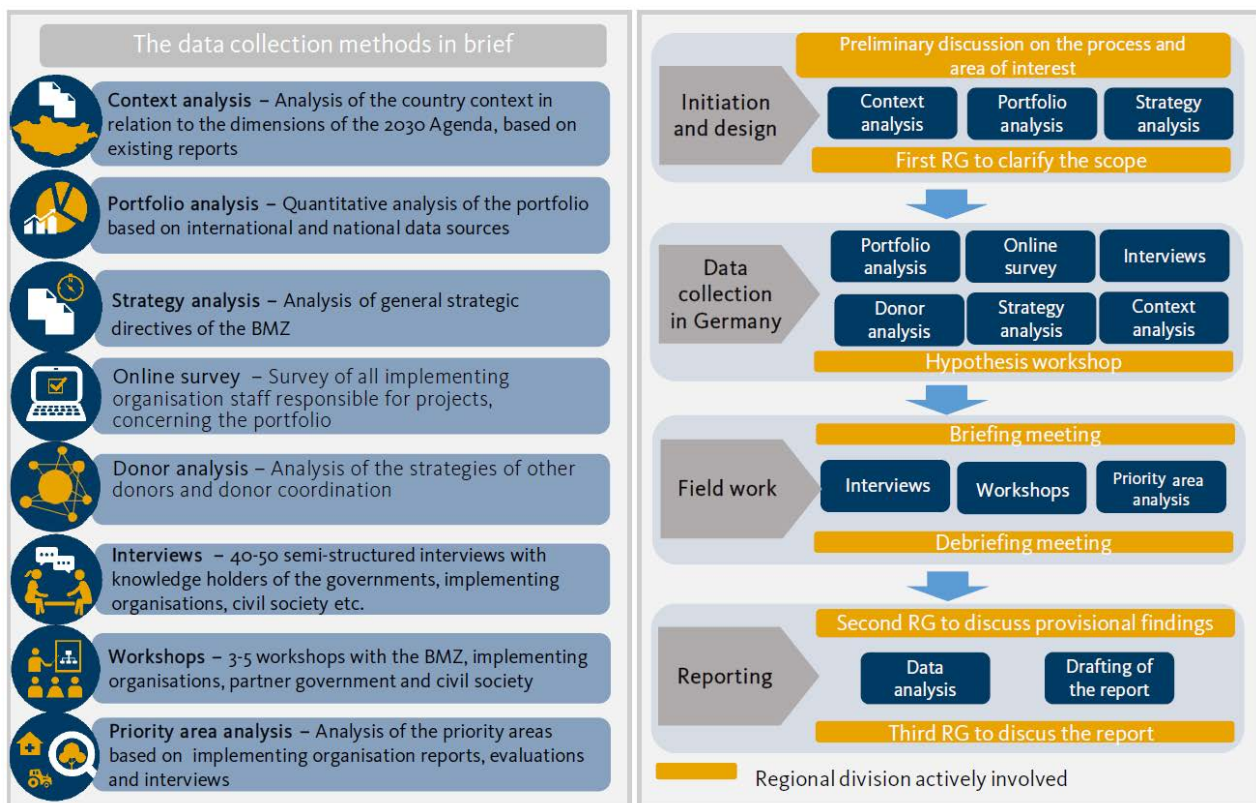 The data collection methods in brief
Context analysis – Analysis of the country context in
relation to the dimensions of the 2030 Agenda, based on
existing reports
Portfolio analysis – Quantitative analysis of the portfolio
based on international and national data sources
Strategy analysis – Analysis of general strategic
directives of the BMZ
Online survey – Survey of all implementing
organisation staff responsible for projects,
concerning the portfolio
Donor analysis – Analysis of the strategies of other
donors and donor coordination
Interviews – 40-50 semi-structured interviews with
knowledge holders of the governments, implementing
organisations, civil society etc.
Workshops – 3-5 workshops with the BMZ, implementing
organisations, partner government and civil society
Priority area analysis – Analysis of the priority areas
based on implementing organisation reports, evaluations
and interviews
Preliminary discussion on the process and
area of interest
Initiation
and design
Context
analysis
Portfolio
analysis
Strategy
analysis
First RG to clarify the scope
Data
collection
in Germany
Portfolio
analysis
Online
survey
Interviews
Donor
analysis
Strategy
analysis
Context
analysis
Hypothesis workshop
Briefing meeting
Field work
Interviews
Workshops
Priority area
analysis
Debriefing meeting
Second RG to discuss provisional findings
Reporting
Data
analysis
Drafting of
the report
Third RG to discus the report
Regional division actively involved